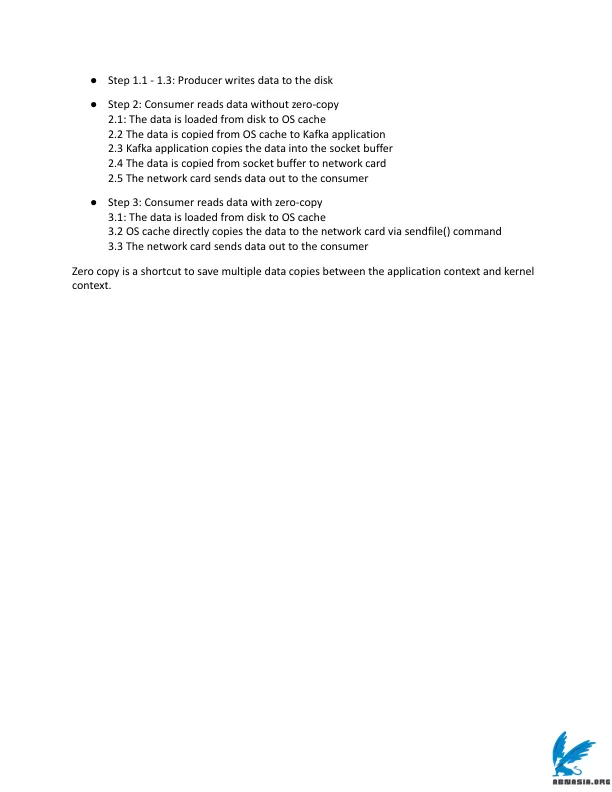 ● Step 1.1 - 1.3: Producer writes data to the disk
● Step 2: Consumer reads data without zero-copy
2.1: The data is loaded from disk to OS cache
2.2 The data is copied from OS cache to Kafka application
2.3 Kafka application copies the data into the socket buffer
2.4 The data is copied from socket buffer to network card
2.5 The network card sends data out to the consumer
● Step 3: Consumer reads data with zero-copy
3.1: The data is loaded from disk to OS cache
3.2 OS cache directly copies the data to the network card via sendfile() command
3.3 The network card sends data out to the consumer
Zero copy is a shortcut to save multiple data copies between the application context and kernel
context.
ABNASIA.ORG